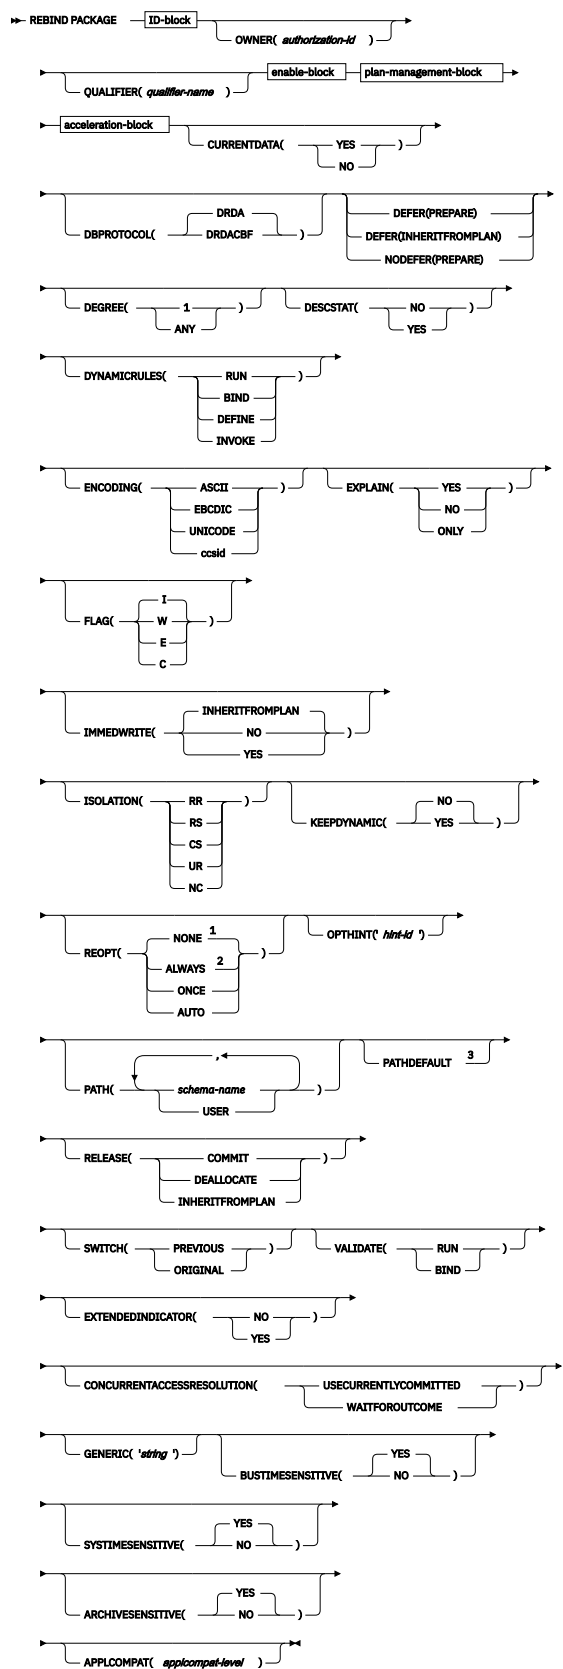 REBIND PACKAGE ID-block
OWNER( authorization-id )
enable-block plan-management-block
QUALIFIER( qualifier-name )
acceleration-block
CURRENTDATA( YES )
NO
DRDA
DBPROTOCOL( DRDACBF )
DEFER(PREPARE)
DEFER(INHERITFROMPLAN)
NODEFER(PREPARE)
DEGREE( 1 ) DESCSTAT( NO )
ANY YES
DYNAMICRULES( RUN )
BIND
DEFINE
INVOKE
ENCODING( ASCII ) EXPLAIN( YES )
EBCDIC NO
UNICODE ONLY
ccsid
I
FLAG( W )
E
C
INHERITFROMPLAN
IMMEDWRITE( NO )
YES
ISOLATION( RR )
RS
CS
UR
NC
NO
KEEPDYNAMIC( YES )
NONE 1
REOPT( ALWAYS 2 )
ONCE
AUTO
OPTHINT(' hint-id ')
,
PATH( schema-name )
USER
PATHDEFAULT 3
RELEASE( COMMIT )
DEALLOCATE
INHERITFROMPLAN
SWITCH( PREVIOUS ) VALIDATE( RUN )
ORIGINAL BIND
EXTENDEDINDICATOR( NO )
YES
CONCURRENTACCESSRESOLUTION( USECURRENTLYCOMMITTED )
WAITFOROUTCOME
GENERIC( 'string ')
YES
BUSTIMESENSITIVE( NO )
YES
SYSTIMESENSITIVE( NO )
YES
ARCHIVESENSITIVE( NO )
APPLCOMPAT( applcompat-level )